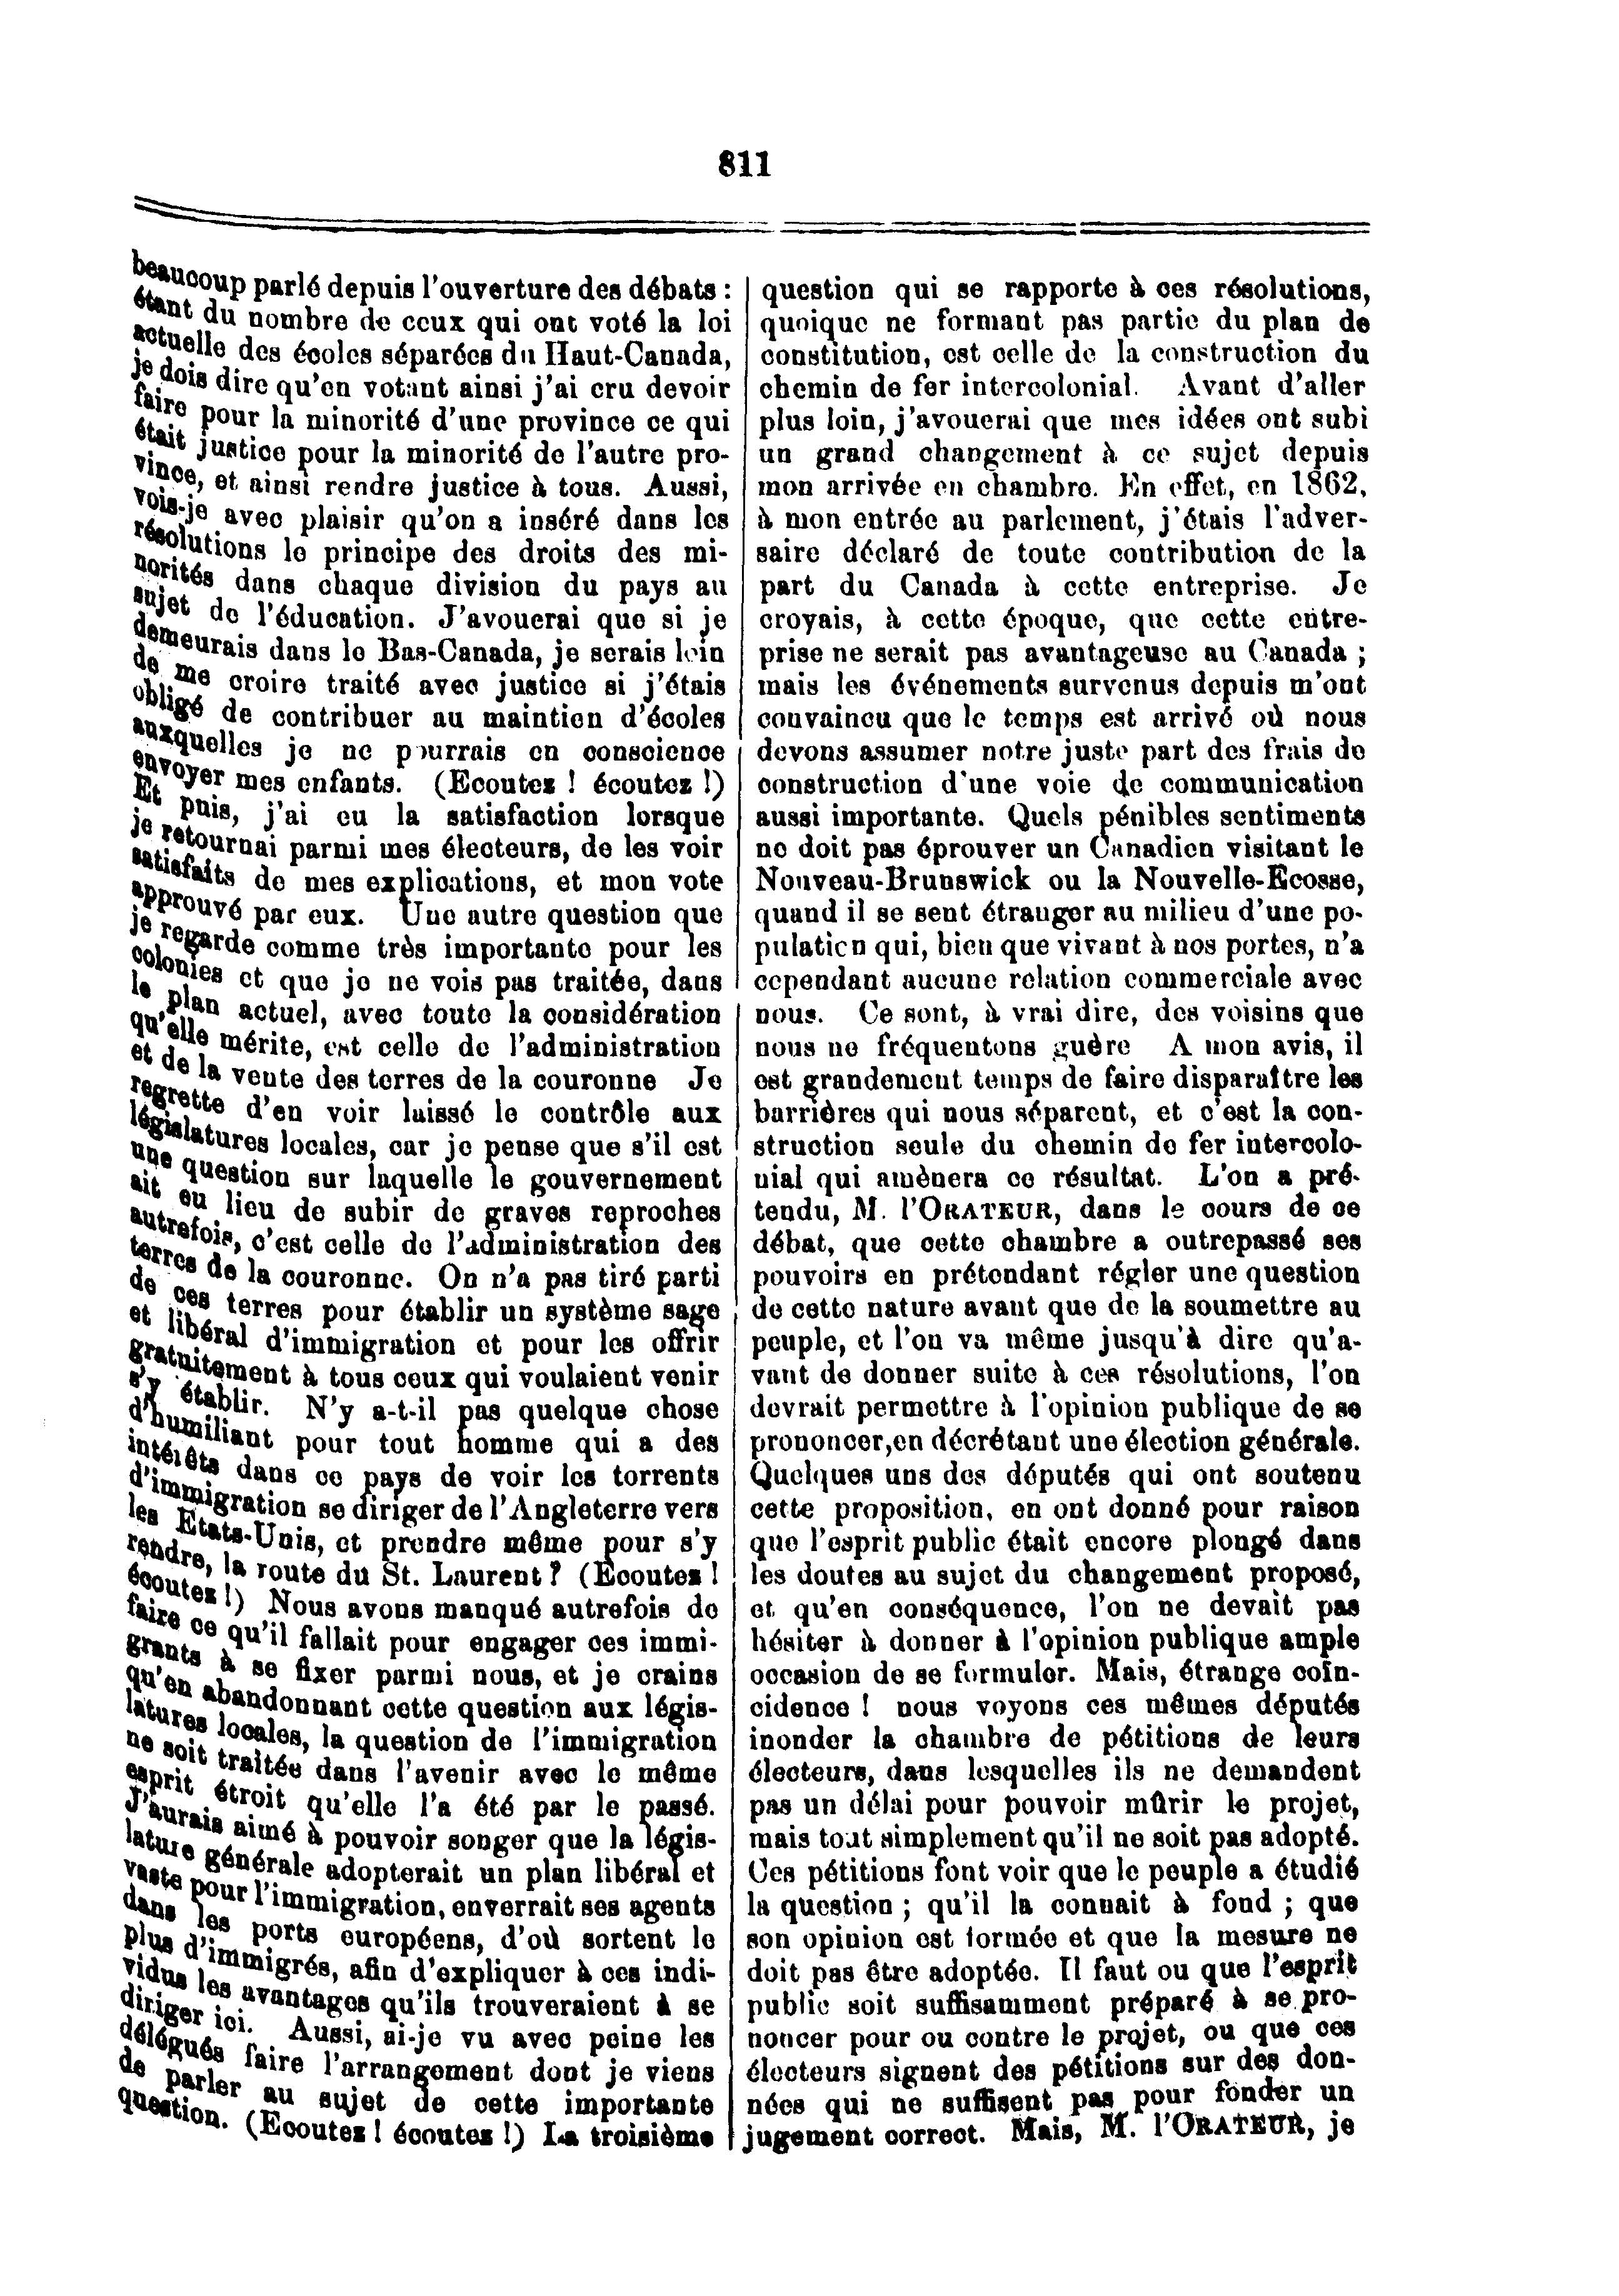 811
beaucoup parlé depuis l'ouverture des débats :
étant du nombre de ceux qui ont voté la loi
actuelle des écoles séparées du Haut-Canada,
je dois dire qu'en votant ainsi j'ai cru devoir
faire pour la minorité d'une province ce qui
était justice pour la minorité de l'autre pro-
vince, et ainsi rendre justice à tous. Aussi,
vois-je avec plaisir qu'on a inséré dans les
résolutions le principe des droits des mi-
norités dans chaque division du pays au
sujet de l'éducation. J'avouerai que si je
demeurais dans le Bas-Canada, je serais loin
de me croire traité avec justice si j'étais
obligé de contribuer au maintien d'écoles
auxquelles je ne pourrais en conscience
envoyer mes enfants. (Ecoutez ! écoutez !)
Et puis, j'ai eu la satisfaction lorsque
je retournai parmi mes électeurs, de les voir
satisfaits de mes explications, et mon vote
approuvé par eux. Une autre question que
je regarde comme très importante pour les
colonies et que je ne vois pas traitée, dans
le plan actuel, avec toute la considération
qu'elle mérite, est celle de l'administration
et de la vente des terres de la couronne Je
regrette d'en voir laissé le contrôle aux
législatures locales, car je pense que s'il est
une question sur laquelle le gouvernement
ait eu lieu de subir de graves reproches
autrefois, c'est celle de l'administration des
terres de la couronne. On n'a pas tiré parti
de ces terres pour établir un système sage
et libéral d'immigration et pour les offrir
gratuitement à tous ceux qui voulaient venir
s'y établir. N'y a-t-il pas quelque chose
d'humiliant pour tout homme qui a des
intérêts dans ce pays de voir les torrents
d'immigration se diriger de l'Angleterre vers
les Etats-Unis, et prendre même pour s'y
rendre, la route du St. Laurent ? (Ecoutez !
écoutez !) Nous avons manqué autrefois de
faire ce qu'il fallait pour engager ces immi-
grants à se fixer parmi nous, et je crains
qu'en abandonnant cette question aux légis-
latures locales, la question de l'immigration
ne soit traitée dans l'avenir avec le même
esprit étroit qu'elle l'a été par le passé.
J'aurais aimé à pouvoir songer que la légis-
lature générale adopterait un plan libéral et
vaste pour l'immigration, enverrait ses agents
dans les ports européens, d'où sortent le
plus d'immigrés, afin d'expliquer à ces indi-
vidus les avantages qu'ils trouveraient à se
diriger ici. Aussi, ai-je vu avec peine les
délégués faire l'arrangement dont je viens
de parler au sujet de cette importante
question. (Ecoutez ! écoutez !) La troisième
question qui se rapporte à ces résolutions,
quoique ne formant pas partie du plan de
constitution, est celle de la construction du
chemin de fer intercolonial. Avant d'aller
plus loin, j'avouerai que mes idées ont subi
un grand changement à ce sujet depuis
mon arrivée en chambre. En effet, en 1862,
à mon entrée au parlement, j'étais l'adver-
saire déclaré de toute contribution de la
part du Canada à cette entreprise. Je
croyais, à cette époque, que cette entre-
prise ne serait pas avantageuse au Canada ;
mais les événements survenus depuis m'ont
convaincu que le temps est arrivé où nous
devons assumer notre juste part des frais de
construction d'une voie de communication
aussi importante. Quels pénibles sentiments
ne doit pas éprouver un Canadien visitant le
Nouveau-Brunswick ou la Nouvelle-Ecosse,
quand il se sent étranger au milieu d'une po-
pulation qui, bien que vivant à nos portes, n'a
cependant aucune relation commerciale avec
nous. Ce sont, à vrai dire, des voisins que
nous ne fréquentons guère A mon avis, il
est grandement temps de faire disparaître les
barrières qui nous séparent, et c'est la con-
struction seule du chemin de fer intercolo-
nial qui amènera ce résultat. L'on a pré-
tendu, M. l'ORATEUR, dans le cours de ce
débat, que cette chambre a outrepassé ses
pouvoirs en prétendant régler une question
de cette nature avant que de la soumettre au
peuple, et l'on va même jusqu'à dire qu'a-
vant de donner suite à ces résolutions, l'on
devrait permettre à l'opinion publique de se
prononcer, en décrétant une élection générale.
Quelques uns des députés qui ont soutenu
cette proposition, en ont donné pour raison
que l'esprit public était encore plongé dans
les doutes au sujet du changement proposé,
et qu'en conséquence, l'on ne devait pas
hésiter à donner à l'opinion publique ample
occasion de se formuler. Mais, étrange coïn-
cidence ! nous voyons ces mêmes députés
inonder la chambre de pétitions de leurs
électeurs, dans lesquelles ils ne demandent
pas un délai pour pouvoir mûrir le projet,
mais tout simplement qu'il ne soit pas adopté.
Ces pétitions font voir que le peuple a étudié
la question ; qu'il la connait à fond ; que
son opinion est formée et que la mesure ne
doit pas être adoptée. Il faut ou que l'esprit
public soit suffisamment préparé à se pro-
noncer pour ou contre le projet, ou que ces
électeurs signent des pétitions sur des don-
nées qui ne suffisent pas pour fonder un
jugement correct. Mais, M. l'ORATEUR, je